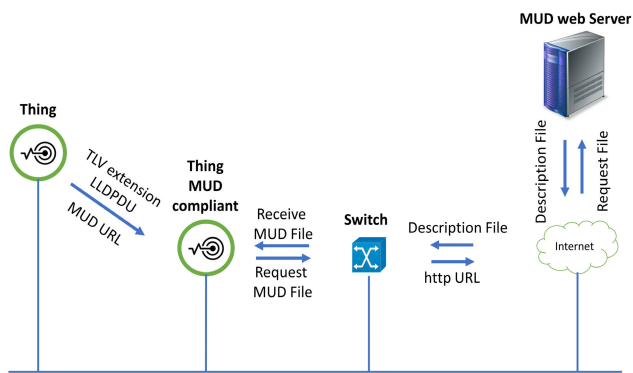 MUD web Server
Thing
TLV extension
LLDPDU
MUD URL
Thing
MUD
compliant
Receive
MUD File
Request
MUD File
Switch
Description File
http URL
Description File
Request File
Internet